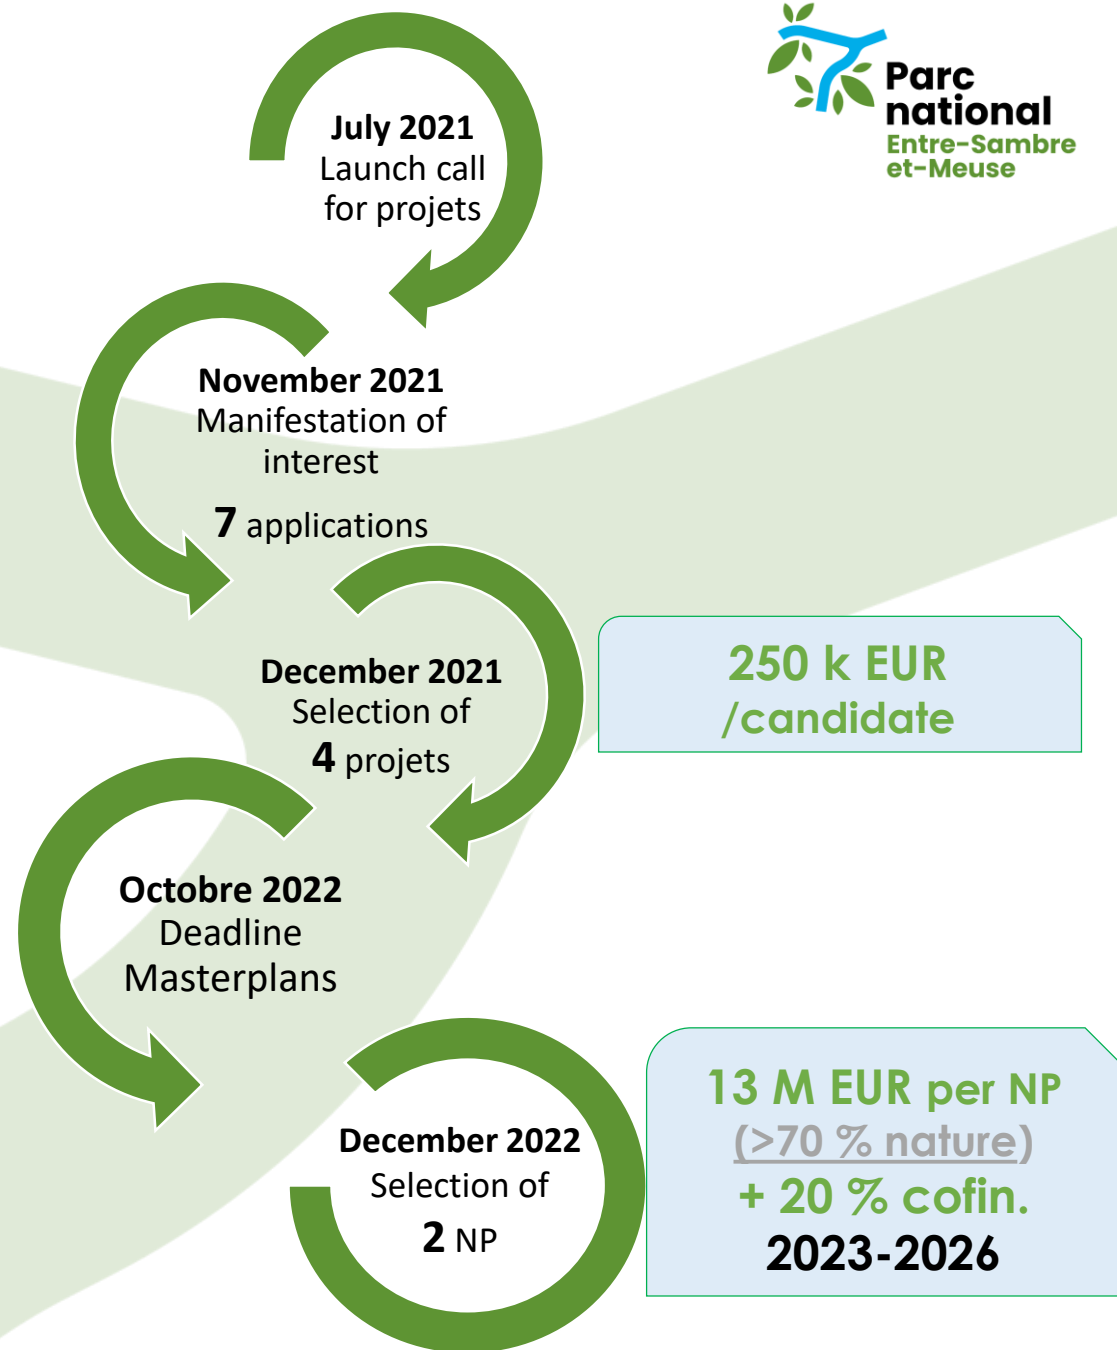 Parc
national
Entre-Sambre
et-Meuse
July 2021
Launch call
for projets
November 2021
Manifestation of
interest
7 applications
December 2021
Selection of
4 projets
250 k EUR
/candidate
Octobre 2022
Deadline
Masterplans
December 2022
Selection of
2 NP
13 M EUR per NP
(>70 % nature)
+ 20 % cofin.
2023-2026